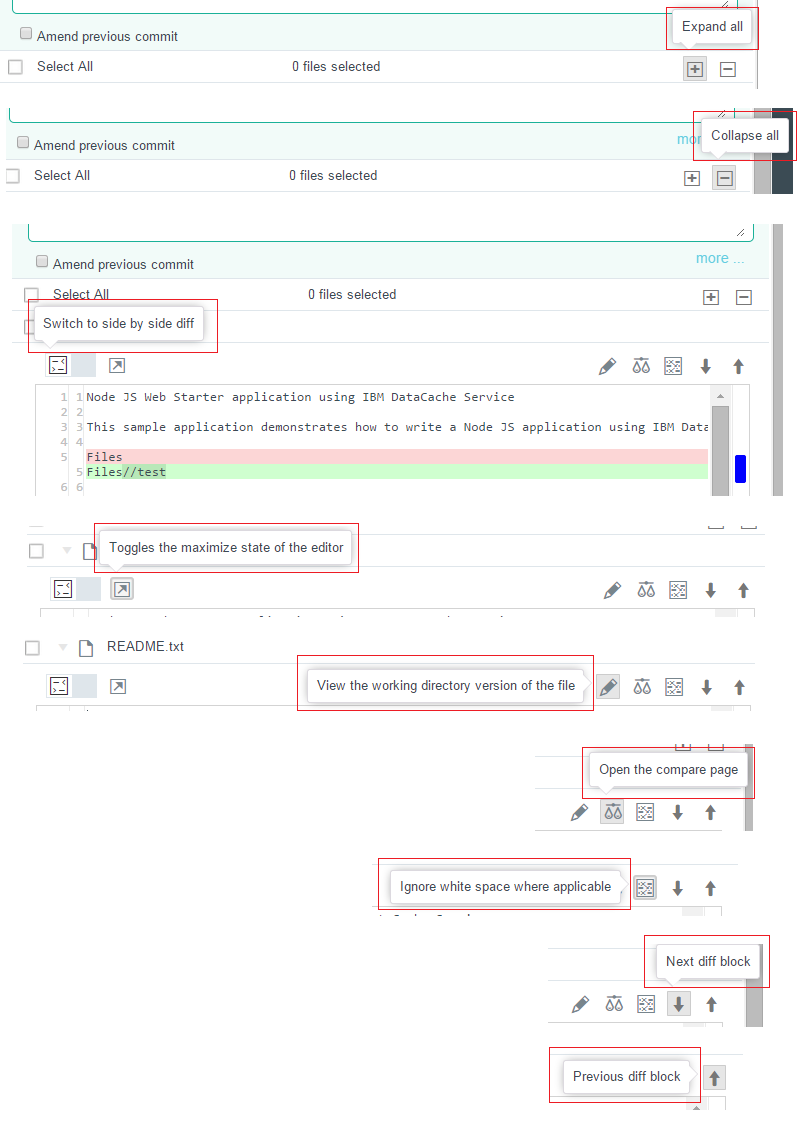 Expand all
Amend previous commit
Select All 0 files selected
Collapse all
Amend previous commit
Select All 0 files selected
more ...
Amend previous commit
Select All 0 files selected
Switch to side by side diff
1 1 Node JS Web Starter application using IBM DataCache Service
2 2
3 3 This sample application demonstrates how to write a Node JS application using IBM Data
4 4
5 Files
5 Files//test
6 6
Toggles the maximize state of the editor
README.txt
View the working directory version of the file
Open the compare page
Ignore white space where applicable
Next diff block
Previous diff block